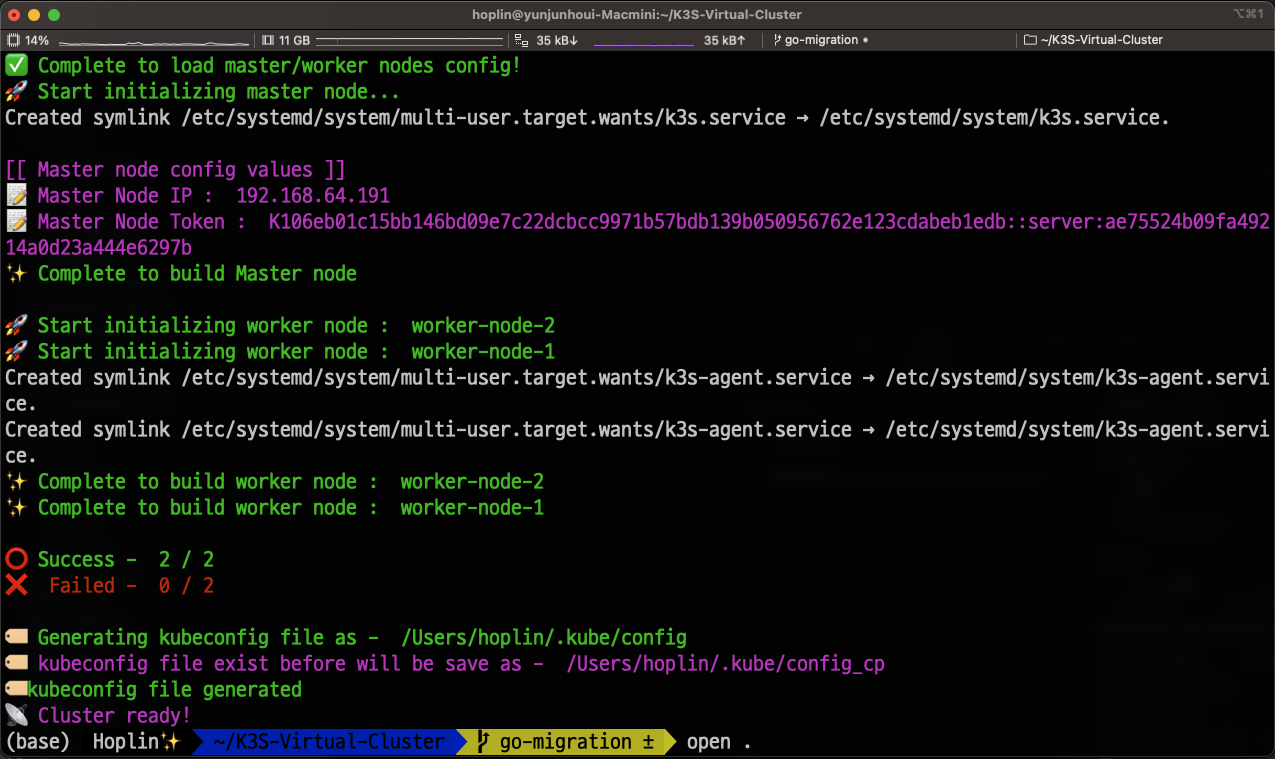 hoplin@yunjunhoui-Macmini:~/K3S-Virtual-Cluster
⌥⌘1
14%
11 GB
35 kB↓
35 kB↑
go-migration •
~/K3S-Virtual-Cluster
✅ Complete to load master/worker nodes config!
🚀 Start initializing master node...
Created symlink /etc/systemd/system/multi-user.target.wants/k3s.service → /etc/systemd/system/k3s.service.
[[ Master node config values ]]
📝 Master Node IP :  192.168.64.191
📝 Master Node Token :  K106eb01c15bb146bd09e7c22dcbcc9971b57bdb139b050956762e123cdabeb1edb::server:ae75524b09fa492
14a0d23a444e6297b
✨ Complete to build Master node
🚀 Start initializing worker node :  worker-node-2
🚀 Start initializing worker node :  worker-node-1
Created symlink /etc/systemd/system/multi-user.target.wants/k3s-agent.service → /etc/systemd/system/k3s-agent.servi
ce.
Created symlink /etc/systemd/system/multi-user.target.wants/k3s-agent.service → /etc/systemd/system/k3s-agent.servi
ce.
✨ Complete to build worker node :  worker-node-2
✨ Complete to build worker node :  worker-node-1
⭕ Success -  2 / 2
❌ Failed -  0 / 2
🏷️ Generating kubeconfig file as -  /Users/hoplin/.kube/config
🏷️ kubeconfig file exist before will be save as -  /Users/hoplin/.kube/config_cp
🏷️kubeconfig file generated
📡 Cluster ready!
(base) Hoplin✨ ~/K3S-Virtual-Cluster go-migration ± open .